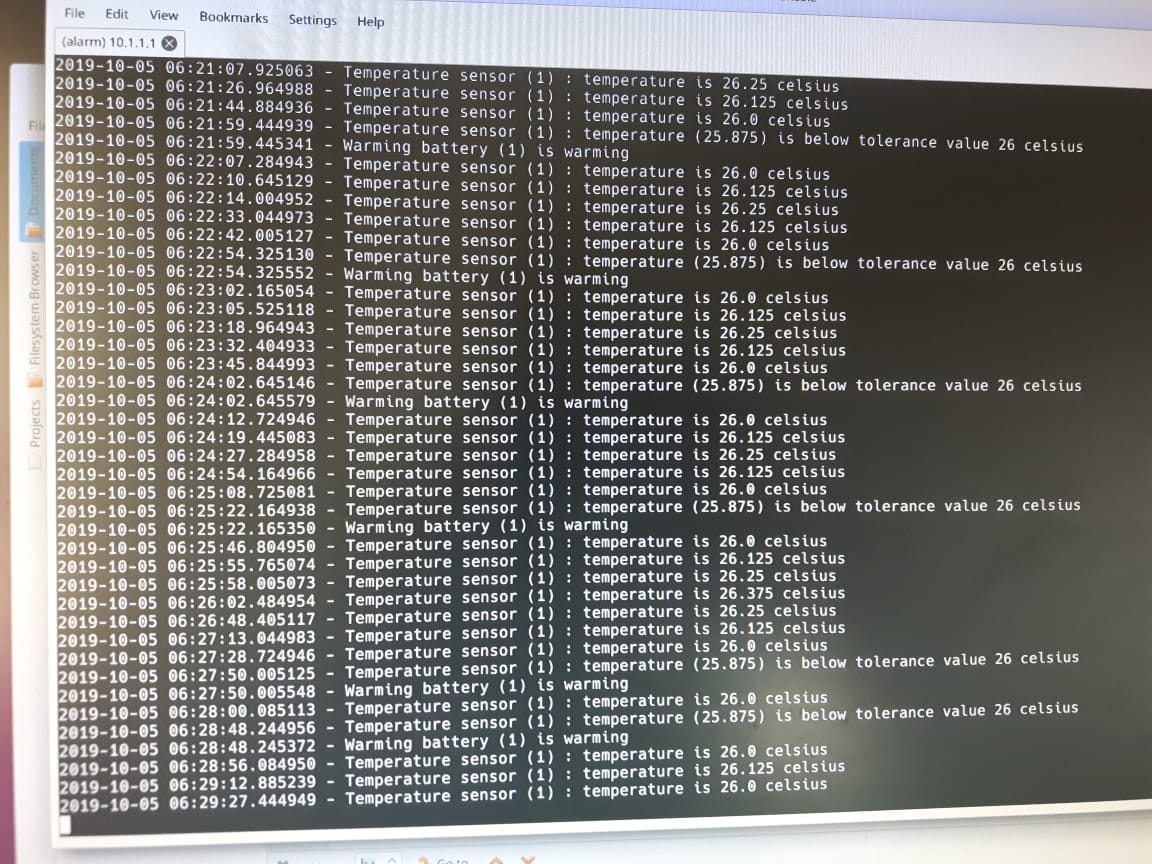 File Edit View Bookmarks Settings Help
(alarm) 10.1.1.1
2019-10-05 06:21:07.925063 - Temperature sensor (1) : temperature is 26.25 celsius
2019-10-05 06:21:26.964988 - Temperature sensor (1) : temperature is 26.125 celsius
2019-10-05 06:21:44.884936 - Temperature sensor (1) : temperature is 26.0 celsius
2019-10-05 06:21:59.444939 - Temperature sensor (1) : temperature (25.875) is below tolerance value 26 celsius
2019-10-05 06:21:59.445341 - Warming battery (1) is warming
2019-10-05 06:22:07.284943 - Temperature sensor (1) : temperature is 26.0 celsius
2019-10-05 06:22:10.645129 - Temperature sensor (1) : temperature is 26.125 celsius
2019-10-05 06:22:14.004952 - Temperature sensor (1) : temperature is 26.25 celsius
2019-10-05 06:22:33.044973 - Temperature sensor (1) : temperature is 26.125 celsius
2019-10-05 06:22:42.005127 - Temperature sensor (1) : temperature is 26.0 celsius
2019-10-05 06:22:54.325130 - Temperature sensor (1) : temperature (25.875) is below tolerance value 26 celsius
2019-10-05 06:22:54.325552 - Warming battery (1) is warming
2019-10-05 06:23:02.165054 - Temperature sensor (1) : temperature is 26.0 celsius
2019-10-05 06:23:05.525118 - Temperature sensor (1) : temperature is 26.125 celsius
2019-10-05 06:23:18.964943 - Temperature sensor (1) : temperature is 26.25 celsius
2019-10-05 06:23:32.404933 - Temperature sensor (1) : temperature is 26.125 celsius
2019-10-05 06:23:45.844993 - Temperature sensor (1) : temperature is 26.0 celsius
2019-10-05 06:24:02.645146 - Temperature sensor (1) : temperature (25.875) is below tolerance value 26 celsius
2019-10-05 06:24:02.645579 - Warming battery (1) is warming
2019-10-05 06:24:12.724946 - Temperature sensor (1) : temperature is 26.0 celsius
2019-10-05 06:24:19.445083 - Temperature sensor (1) : temperature is 26.125 celsius
2019-10-05 06:24:27.284958 - Temperature sensor (1) : temperature is 26.25 celsius
2019-10-05 06:24:54.164966 - Temperature sensor (1) : temperature is 26.125 celsius
2019-10-05 06:25:08.725081 - Temperature sensor (1) : temperature is 26.0 celsius
2019-10-05 06:25:22.164938 - Temperature sensor (1) : temperature (25.875) is below tolerance value 26 celsius
2019-10-05 06:25:22.165350 - Warming battery (1) is warming
2019-10-05 06:25:46.804950 - Temperature sensor (1) : temperature is 26.0 celsius
2019-10-05 06:25:55.765074 - Temperature sensor (1) : temperature is 26.125 celsius
2019-10-05 06:25:58.005073 - Temperature sensor (1) : temperature is 26.25 celsius
2019-10-05 06:26:02.484954 - Temperature sensor (1) : temperature is 26.375 celsius
2019-10-05 06:26:48.405117 - Temperature sensor (1) : temperature is 26.25 celsius
2019-10-05 06:27:13.044983 - Temperature sensor (1) : temperature is 26.125 celsius
2019-10-05 06:27:28.724946 - Temperature sensor (1) : temperature is 26.0 celsius
2019-10-05 06:27:50.005125 - Temperature sensor (1) : temperature (25.875) is below tolerance value 26 celsius
2019-10-05 06:27:50.005548 - Warming battery (1) is warming
2019-10-05 06:28:00.085113 - Temperature sensor (1) : temperature is 26.0 celsius
2019-10-05 06:28:48.244956 - Temperature sensor (1) : temperature (25.875) is below tolerance value 26 celsius
2019-10-05 06:28:48.245372 - Warming battery (1) is warming
2019-10-05 06:28:56.084950 - Temperature sensor (1) : temperature is 26.0 celsius
2019-10-05 06:29:12.885239 - Temperature sensor (1) : temperature is 26.125 celsius
2019-10-05 06:29:27.444949 - Temperature sensor (1) : temperature is 26.0 celsius
Documents
Filesystem Browser
Projects